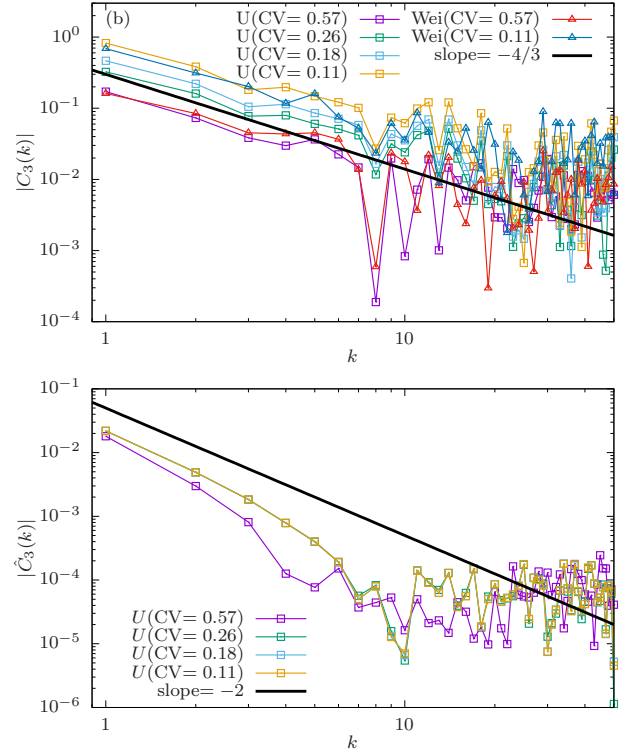 (b)
U(CV= 0.57)
U(CV= 0.26)
U(CV= 0.18)
U(CV= 0.11)
Wei(CV= 0.57)
Wei(CV= 0.11)
slope= −4/3
10^0
10^−1
10^−2
10^−3
10^−4
|C_3(k)|
1
10
k
10^−1
10^−2
10^−3
10^−4
10^−5
10^−6
|Ĉ_3(k)|
U(CV= 0.57)
U(CV= 0.26)
U(CV= 0.18)
U(CV= 0.11)
slope= −2
1
10
k